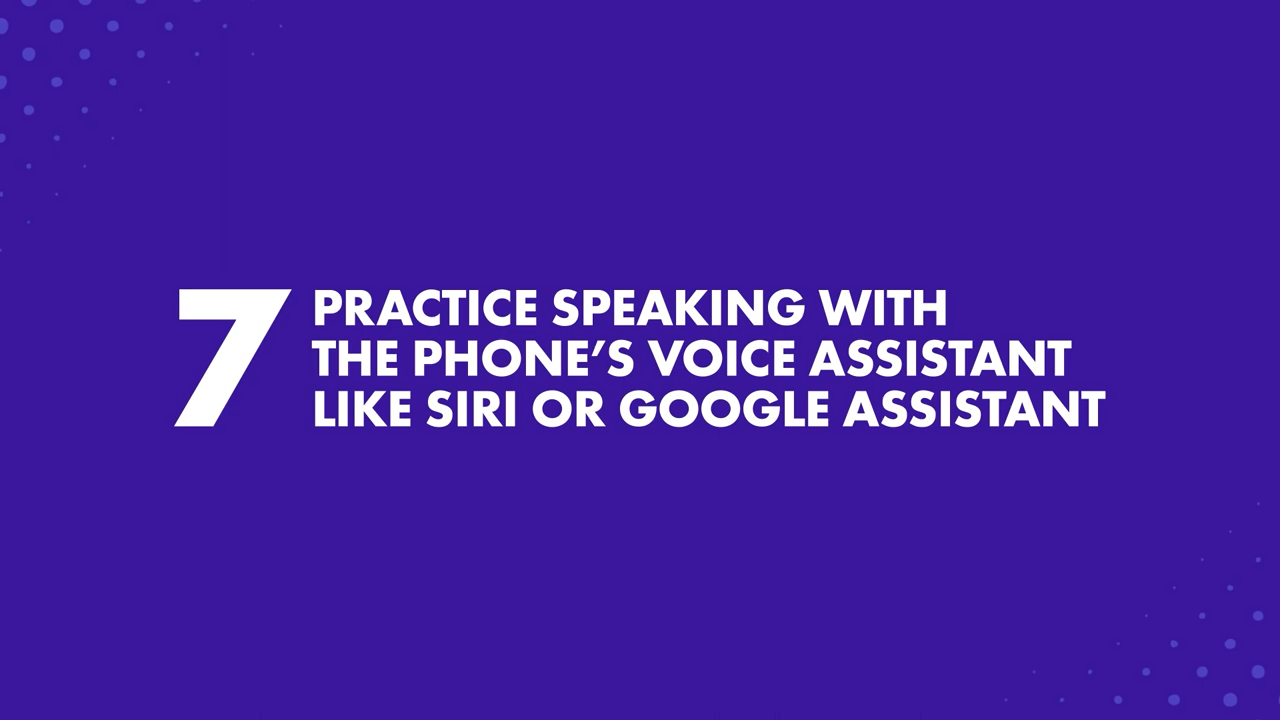 7 PRACTICE SPEAKING WITH
THE PHONE’S VOICE ASSISTANT
LIKE SIRI OR GOOGLE ASSISTANT